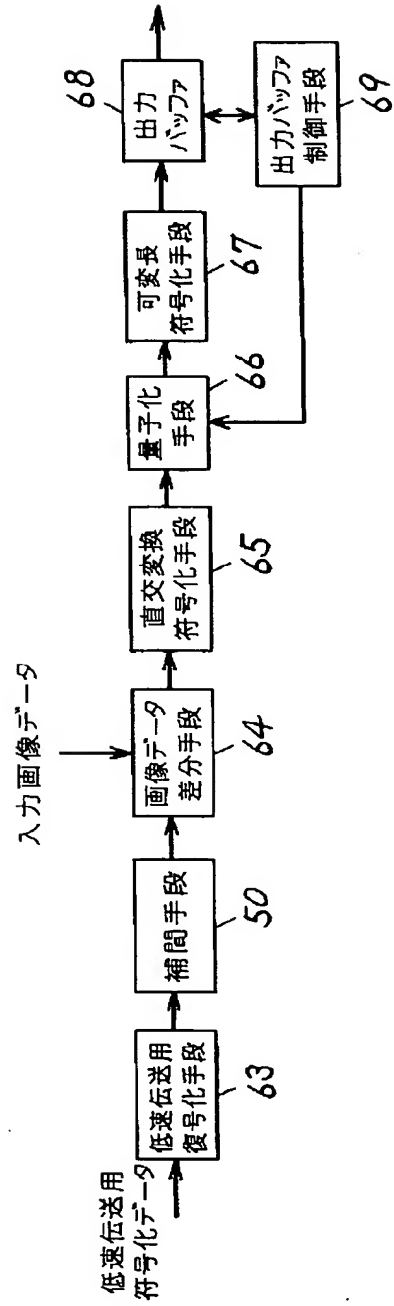 低速伝送用
符号化データ
低速伝送用
復号化手段
63
補間手段
50
入力画像データ
画像データ
差分手段
64
直交変換
符号化手段
65
量子化
手段
66
可変長
符号化手段
67
出力
バッファ
68
出力バッファ
制御手段
69